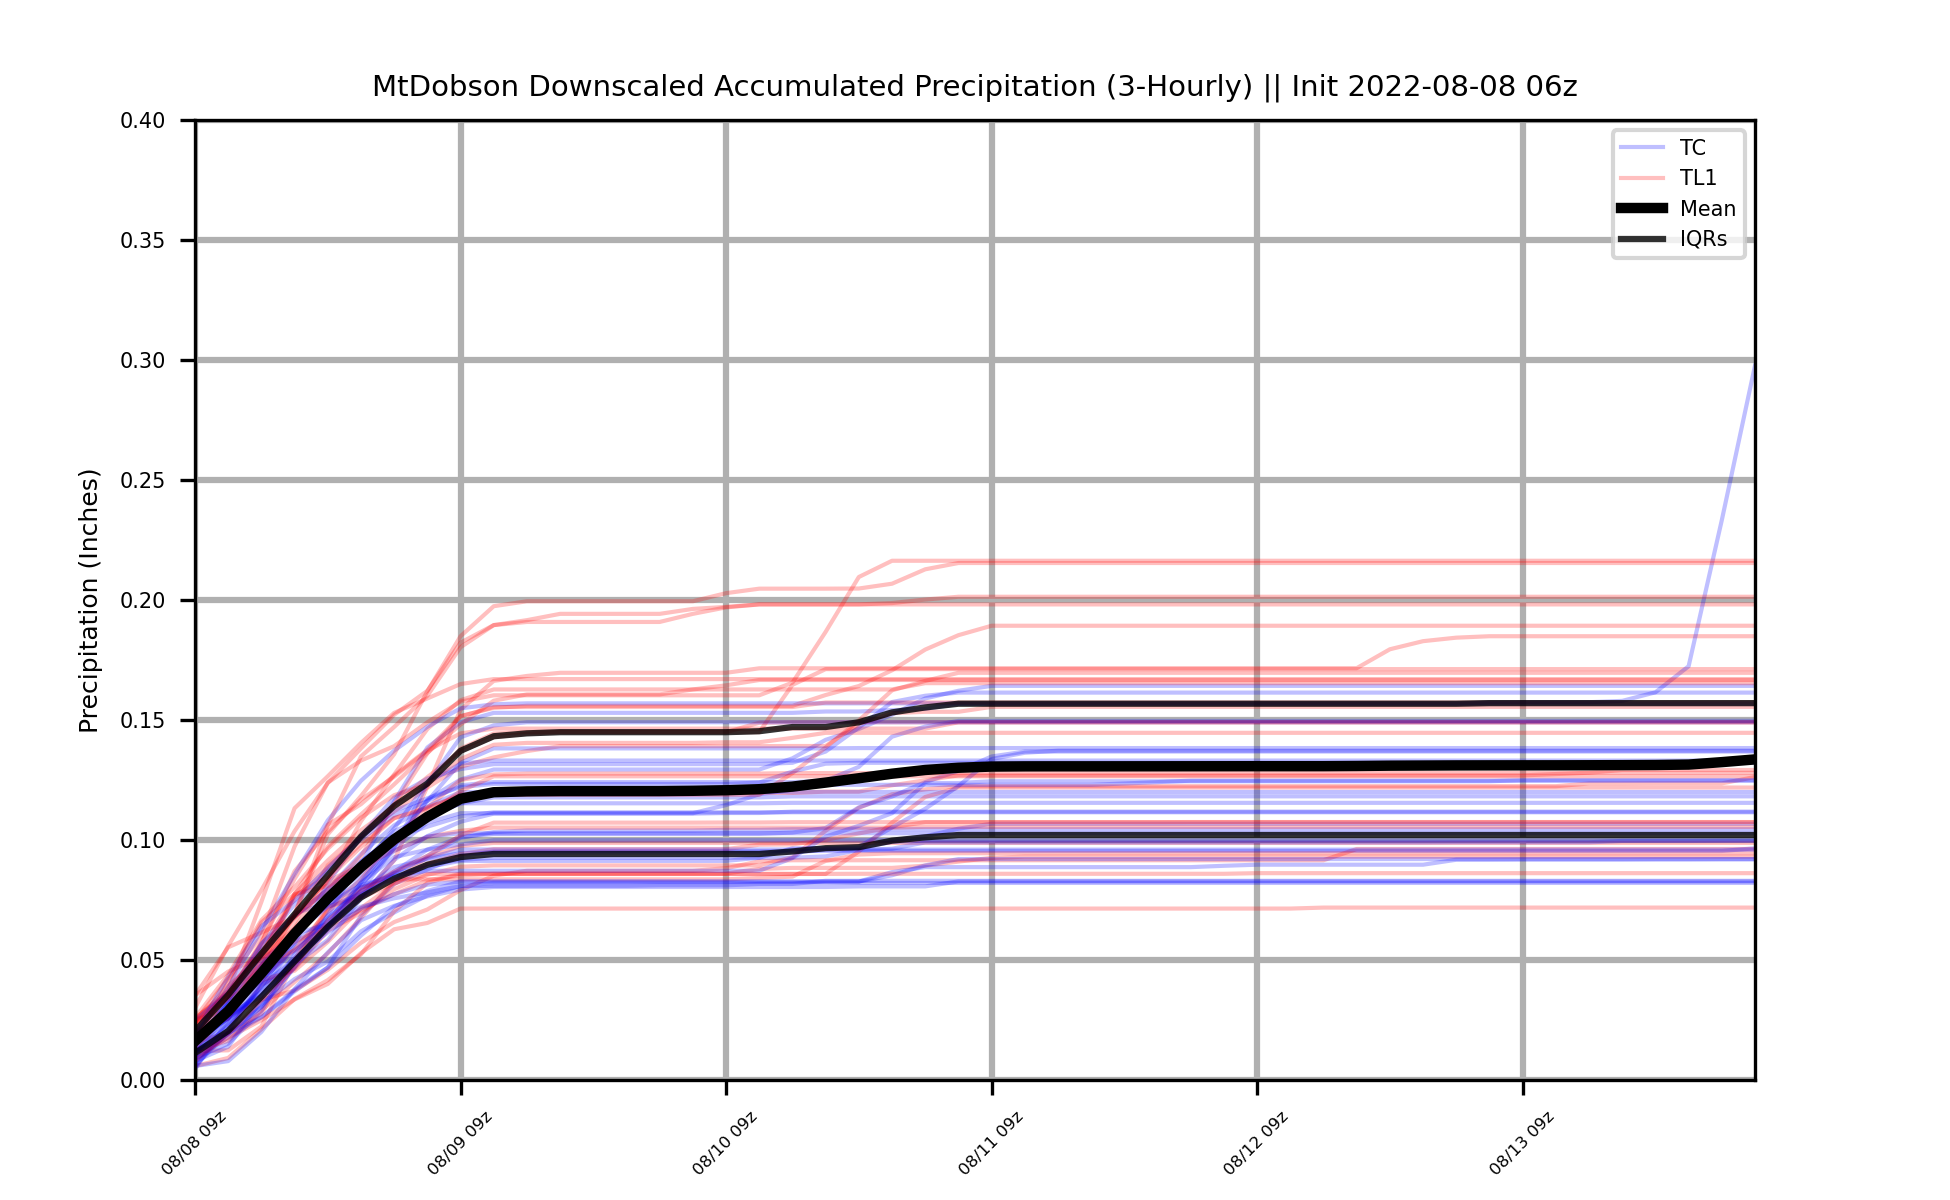 MtDobson Downscaled Accumulated Precipitation (3-Hourly) || Init 2022-08-08 06z
TC
TL1
Mean
IQRs
Precipitation (Inches)
0.40
0.35
0.30
0.25
0.20
0.15
0.10
0.05
0.00
08/08 09z
08/09 09z
08/10 09z
08/11 09z
08/12 09z
08/13 09z